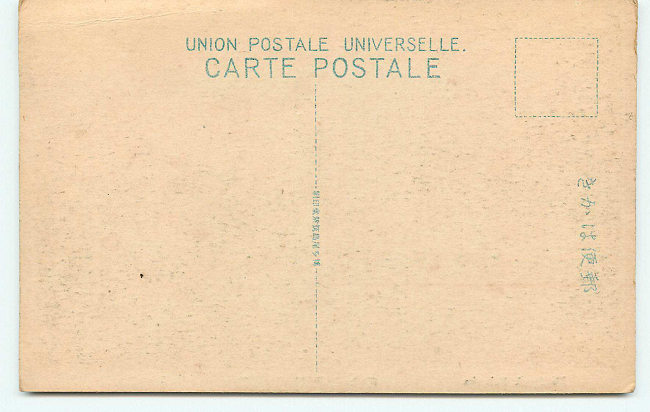 UNION POSTALE UNIVERSELLE.
CARTE POSTALE
郵便はかき